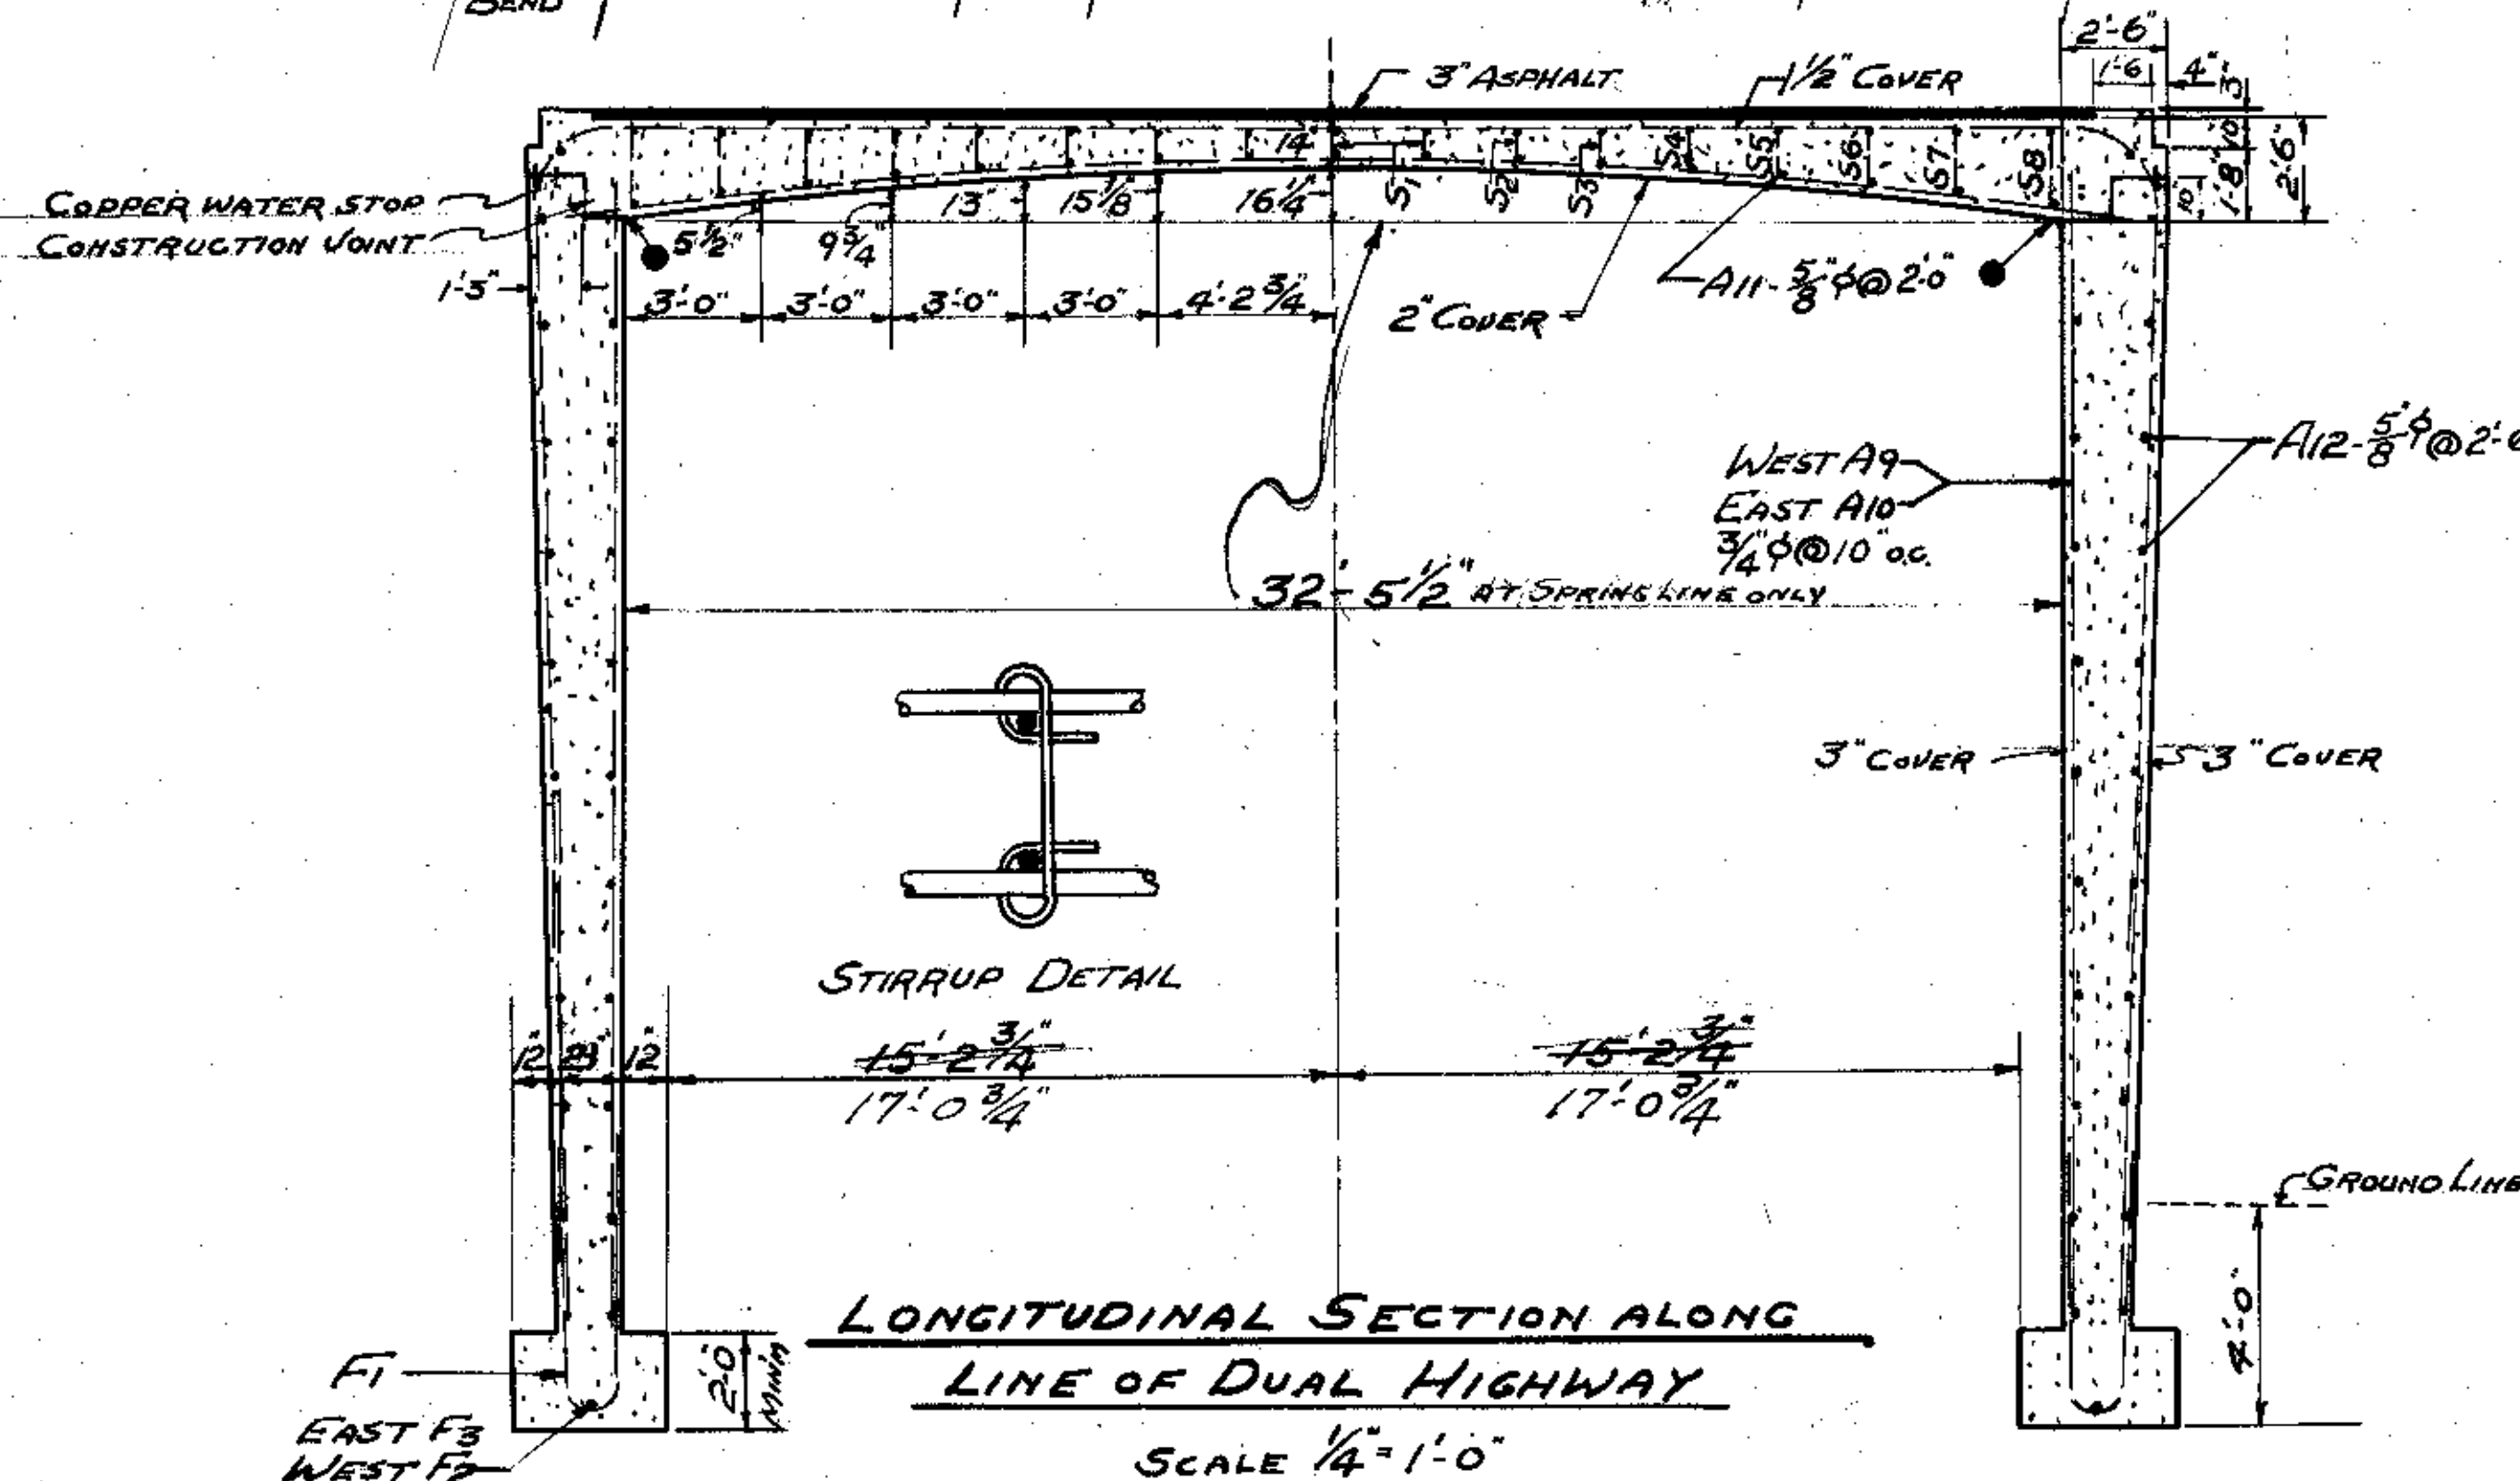 BEND
2'-6"
1'-6 4" 3"
3" ASPHALT
1 1/2" COVER
14"
S1 S2 S3 S4 S5 S6 S7 S8
10" 1'-8" 10" 2'-6"
COPPER WATER STOP
CONSTRUCTION JOINT
5 1/2" 9 3/4" 13" 15 1/8" 16 1/4"
1'-3"
3'-0" 3'-0" 3'-0" 3'-0" 4'-2 3/4"
2" COVER
A11- 5/8"ϕ@2'-0"
WEST A9
EAST A10
3/4"ϕ@10" O.C.
A12- 5/8"ϕ@2'-0
32'-5 1/2" AT SPRING LINE ONLY
3" COVER
3" COVER
STIRRUP DETAIL
12" 12"
15'-2 3/4" 15'-2 3/4"
17'-0 3/4" 17'-0 3/4"
GROUND LINE
4'-0"
2'-0" MIN'M
F1
EAST F3
WEST F2
LONGITUDINAL SECTION ALONG
LINE OF DUAL HIGHWAY
SCALE 1/4" = 1'-0"